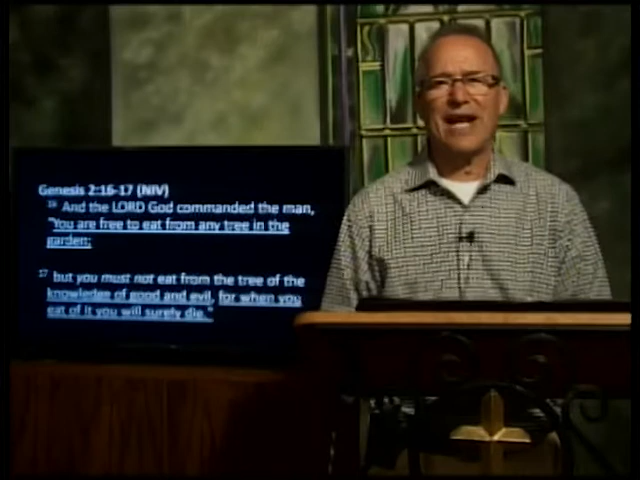 Genesis 2:16-17 (NIV)
16 And the LORD God commanded the man,
"You are free to eat from any tree in the
garden;
17 but you must not eat from the tree of the
knowledge of good and evil, for when you
eat of it you will surely die."